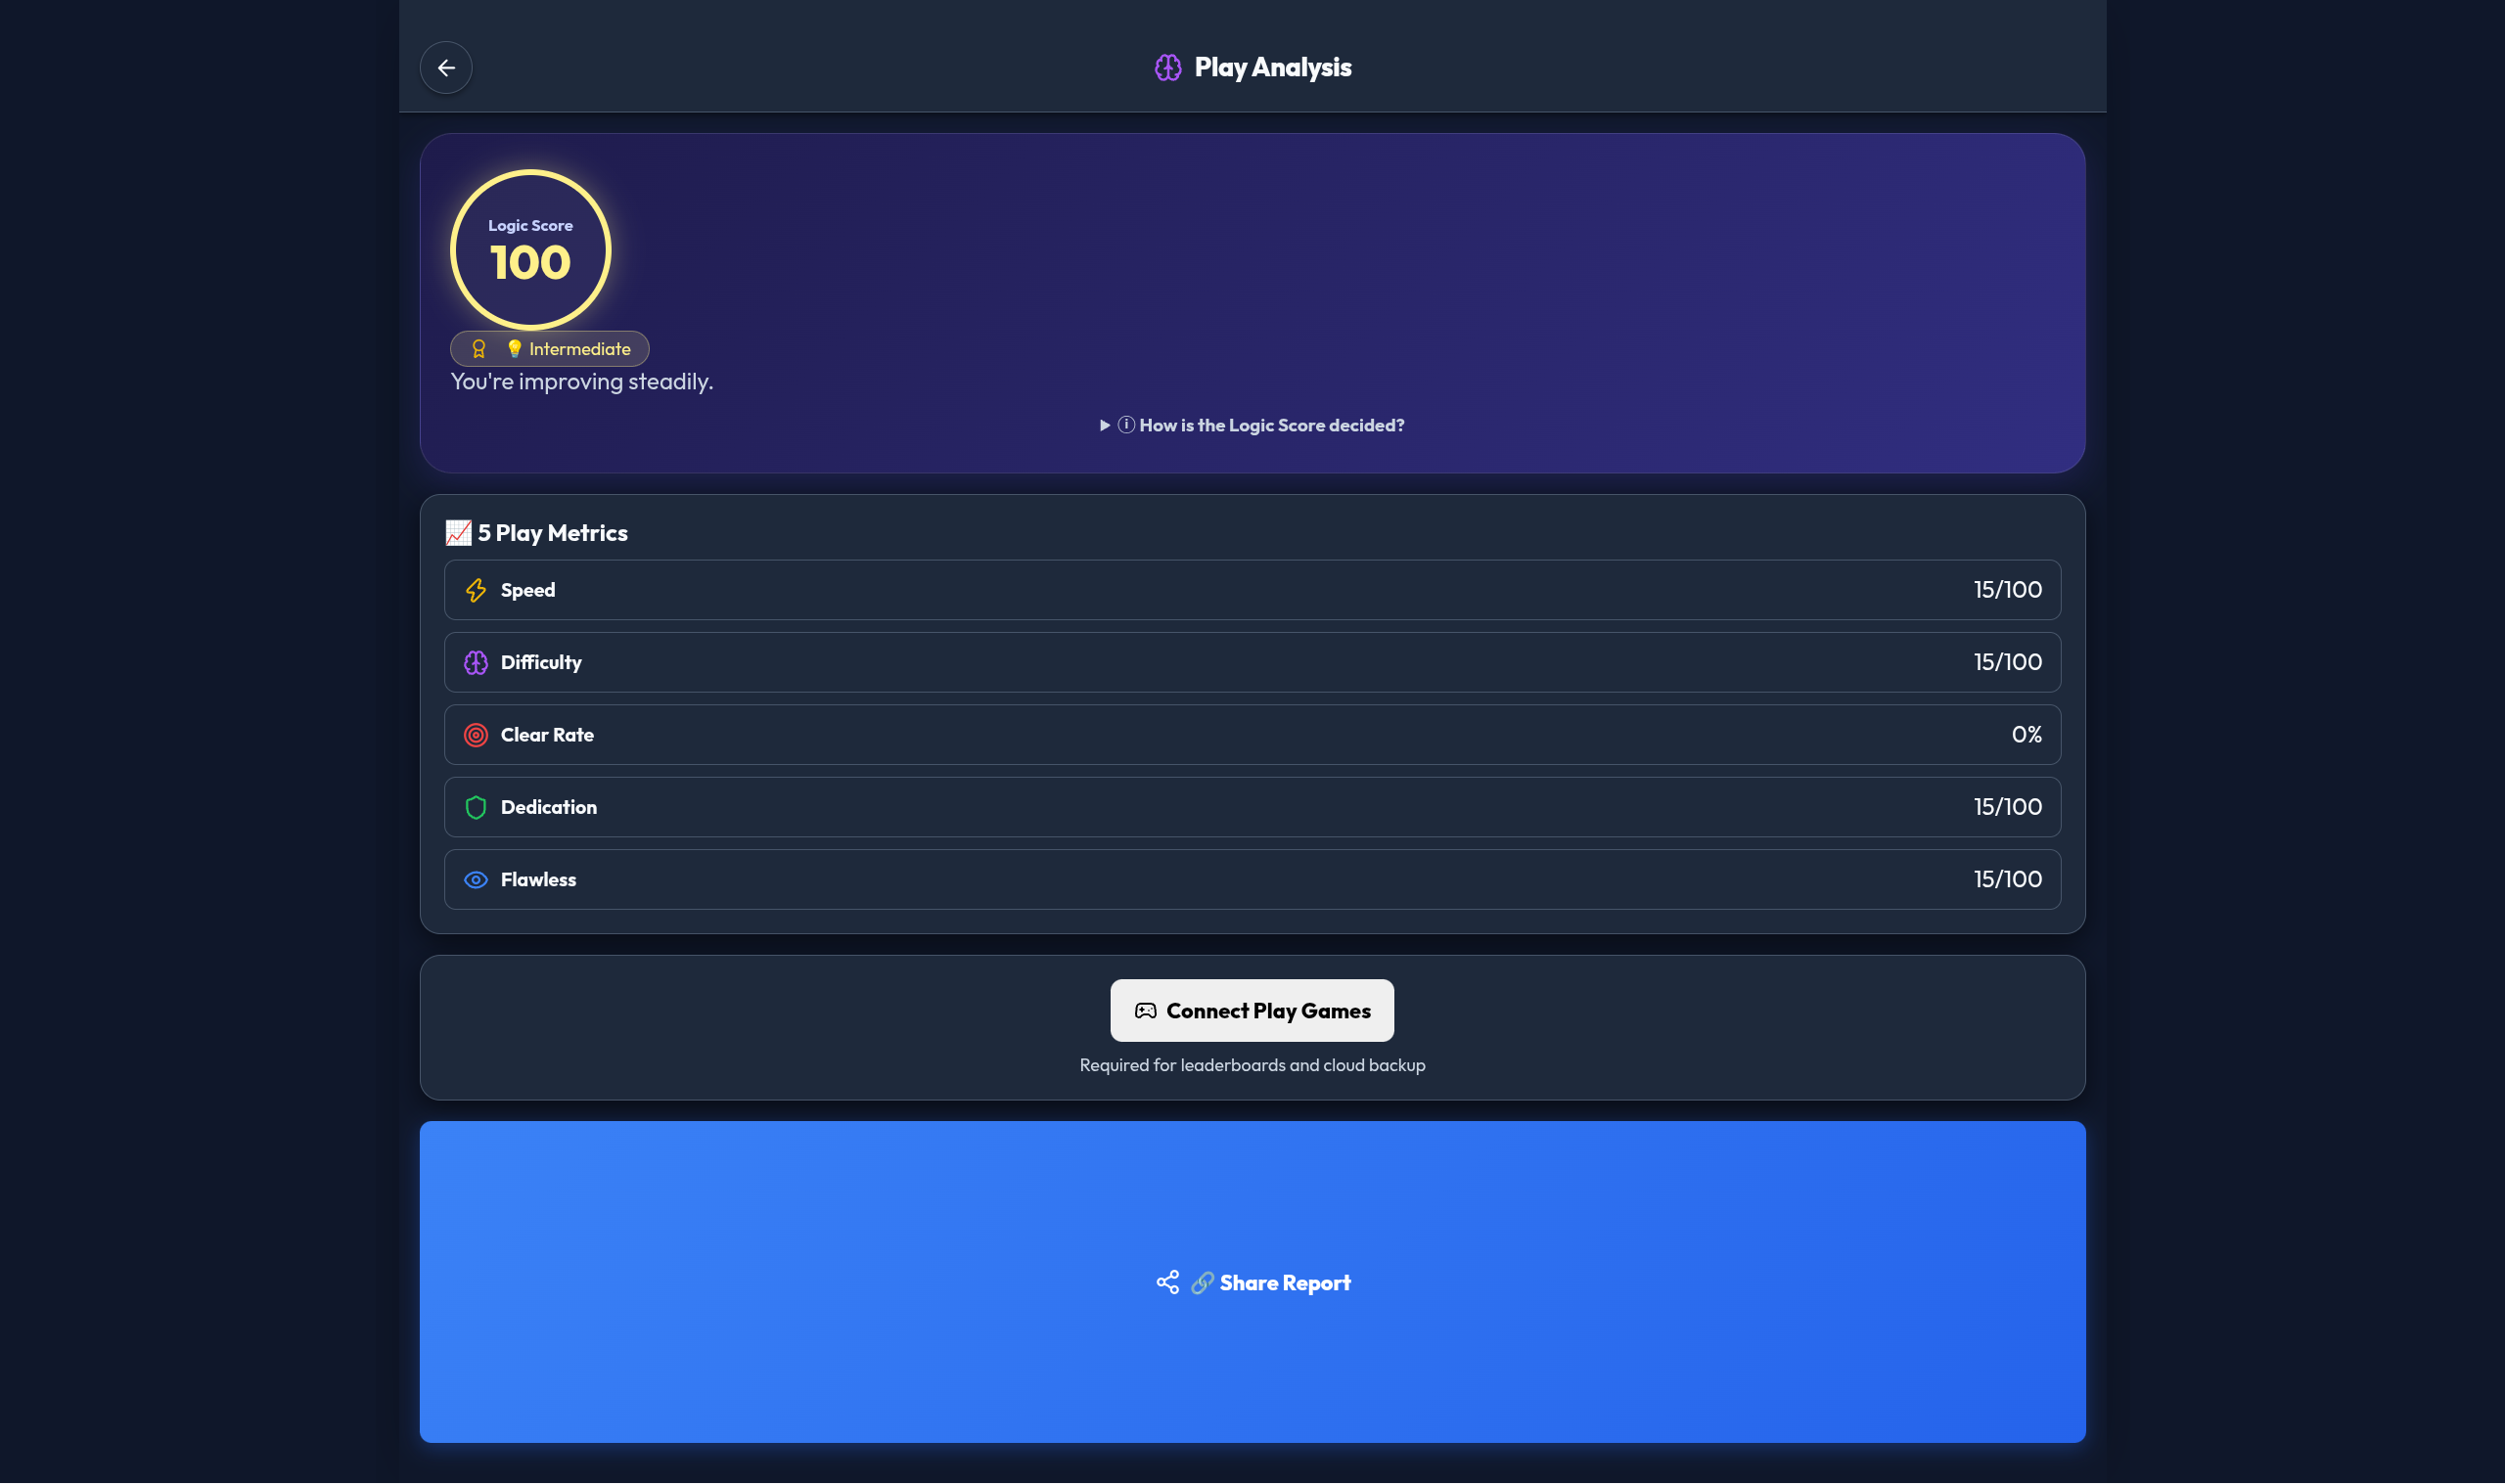 Play Analysis
Logic Score
100
💡 Intermediate
You're improving steadily.
▶ ⓘ How is the Logic Score decided?
📈 5 Play Metrics
Speed 15/100
Difficulty 15/100
Clear Rate 0%
Dedication 15/100
Flawless 15/100
Connect Play Games
Required for leaderboards and cloud backup
🔗 Share Report